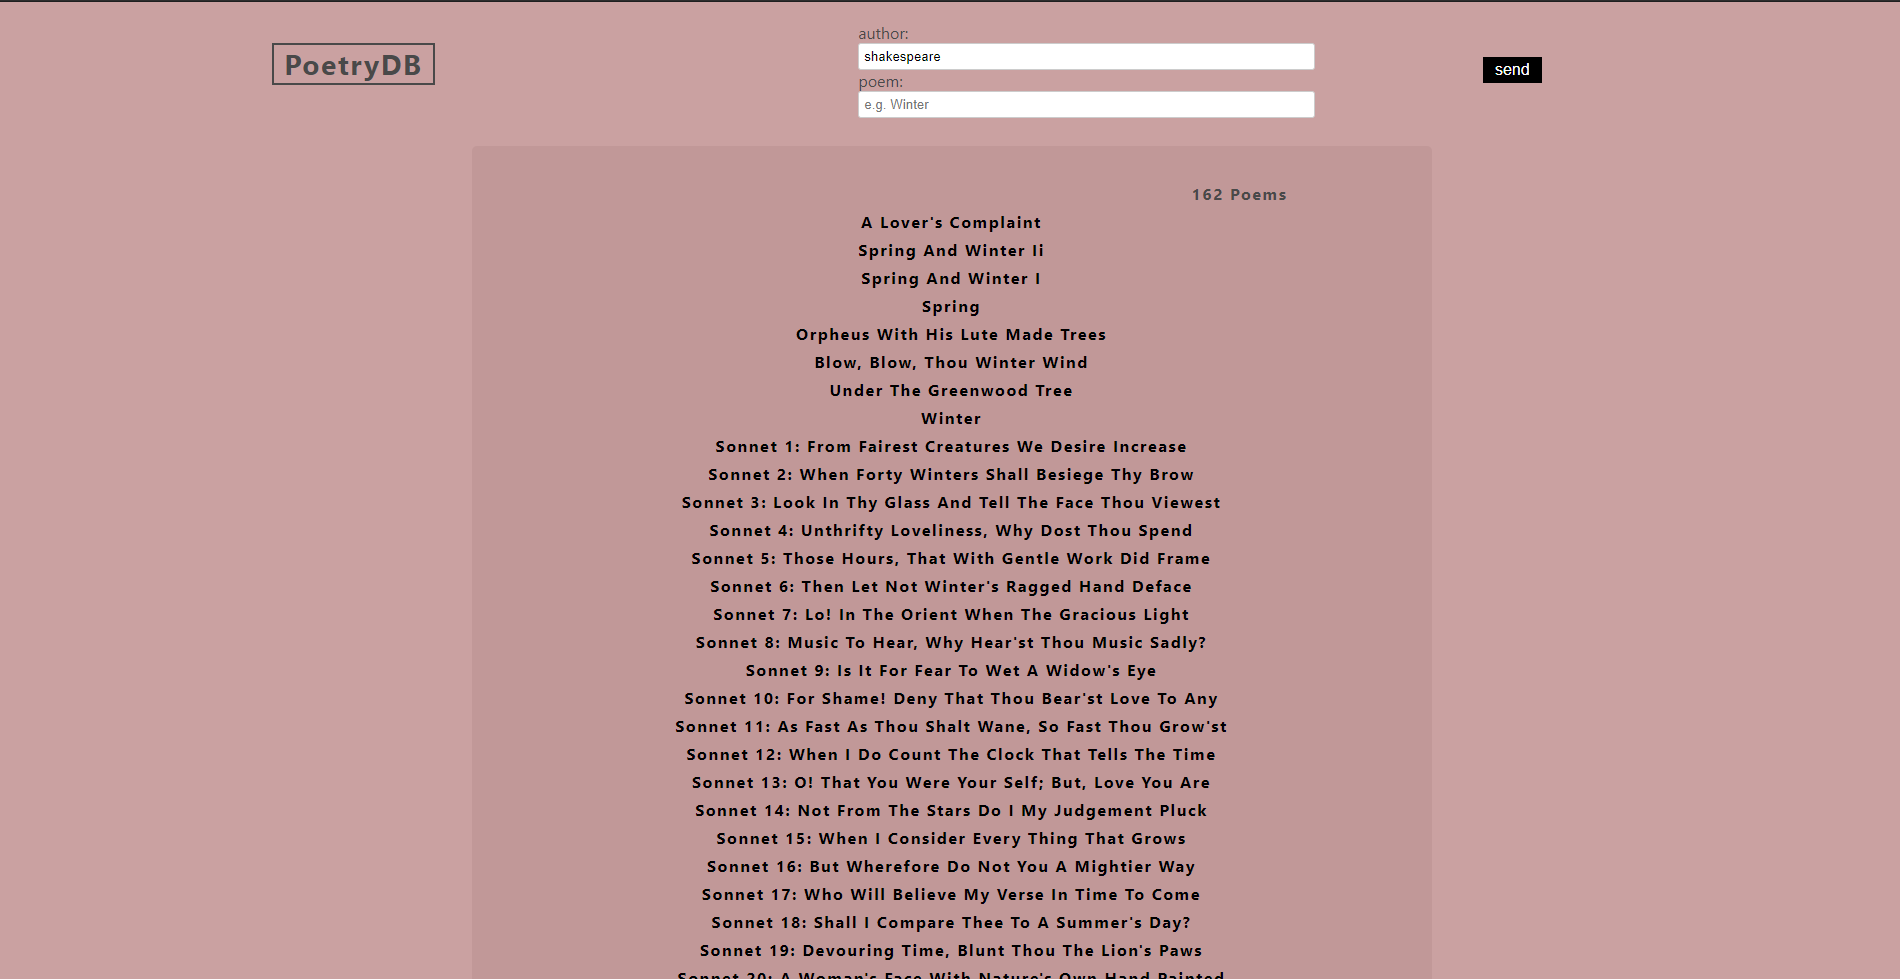 PoetryDB
author:
shakespeare
poem:
e.g. Winter
send
162 Poems
A Lover's Complaint
Spring And Winter Ii
Spring And Winter I
Spring
Orpheus With His Lute Made Trees
Blow, Blow, Thou Winter Wind
Under The Greenwood Tree
Winter
Sonnet 1: From Fairest Creatures We Desire Increase
Sonnet 2: When Forty Winters Shall Besiege Thy Brow
Sonnet 3: Look In Thy Glass And Tell The Face Thou Viewest
Sonnet 4: Unthrifty Loveliness, Why Dost Thou Spend
Sonnet 5: Those Hours, That With Gentle Work Did Frame
Sonnet 6: Then Let Not Winter's Ragged Hand Deface
Sonnet 7: Lo! In The Orient When The Gracious Light
Sonnet 8: Music To Hear, Why Hear'st Thou Music Sadly?
Sonnet 9: Is It For Fear To Wet A Widow's Eye
Sonnet 10: For Shame! Deny That Thou Bear'st Love To Any
Sonnet 11: As Fast As Thou Shalt Wane, So Fast Thou Grow'st
Sonnet 12: When I Do Count The Clock That Tells The Time
Sonnet 13: O! That You Were Your Self; But, Love You Are
Sonnet 14: Not From The Stars Do I My Judgement Pluck
Sonnet 15: When I Consider Every Thing That Grows
Sonnet 16: But Wherefore Do Not You A Mightier Way
Sonnet 17: Who Will Believe My Verse In Time To Come
Sonnet 18: Shall I Compare Thee To A Summer's Day?
Sonnet 19: Devouring Time, Blunt Thou The Lion's Paws
Sonnet 20: A Woman's Face With Nature's Own Hand Painted